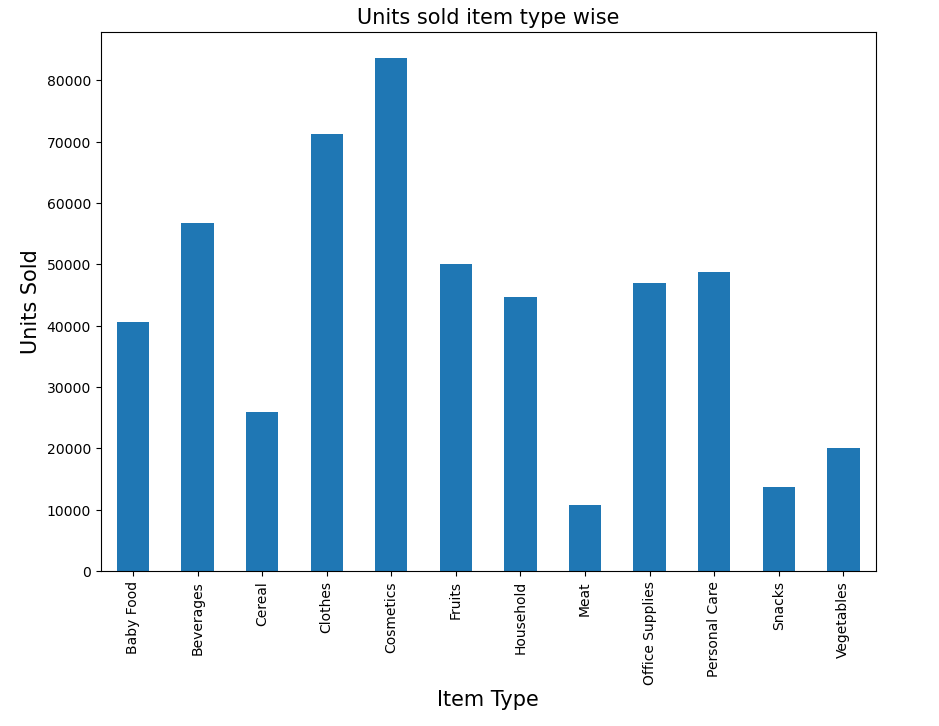 Units sold item type wise
Units Sold
80000
70000
60000
50000
40000
30000
20000
10000
0
Baby Food
Beverages
Cereal
Clothes
Cosmetics
Fruits
Household
Meat
Office Supplies
Personal Care
Snacks
Vegetables
Item Type